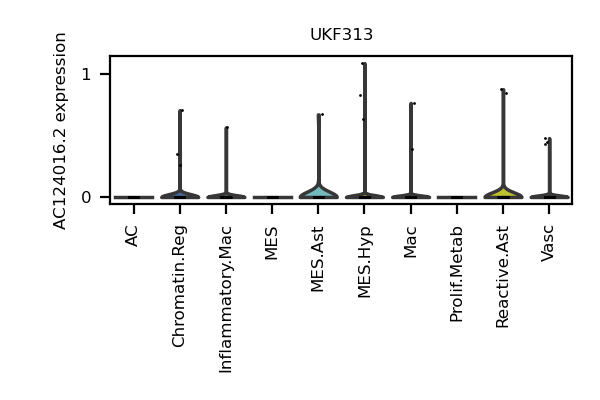 UKF313
AC124016.2 expression
1
0
AC
Chromatin.Reg
Inflammatory.Mac
MES
MES.Ast
MES.Hyp
Mac
Prolif.Metab
Reactive.Ast
Vasc